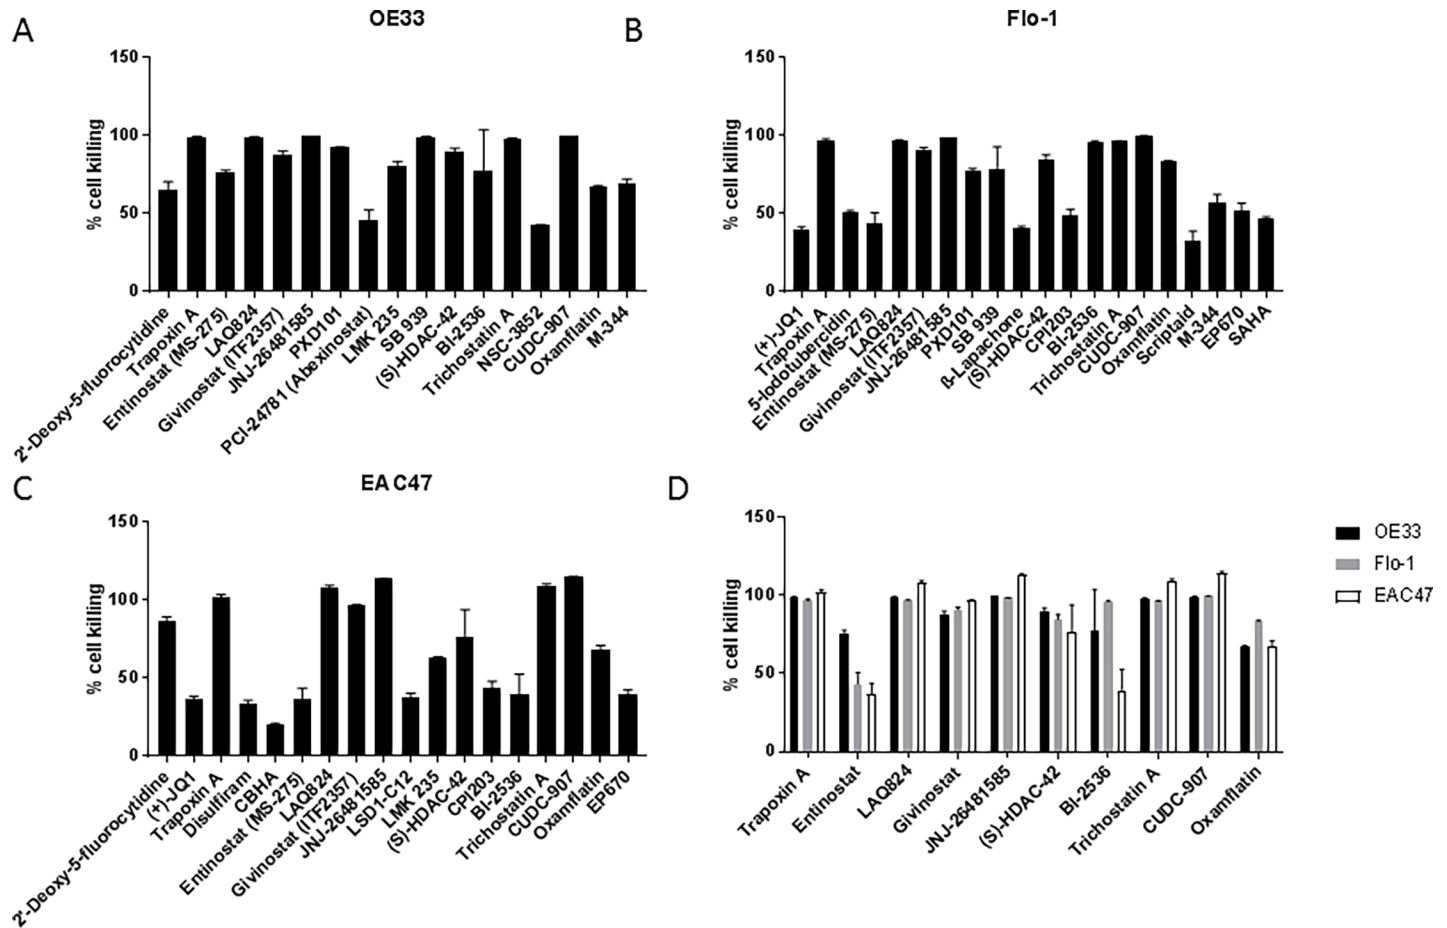 A
OE33
% cell killing
150
100
50
0
2'-Deoxy-5-fluorocytidine
Trapoxin A
Entinostat (MS-275)
LAQ824
Givinostat (ITF2357)
JNJ-26481585
PXD101
PCI-24781 (Abexinostat)
LMK 235
SB 939
(S)-HDAC-42
BI-2536
Trichostatin A
NSC-3852
CUDC-907
Oxamflatin
M-344
B
Flo-1
% cell killing
150
100
50
0
(+)-JQ1
Trapoxin A
5-Iodotubercidin
Entinostat (MS-275)
LAQ824
Givinostat (ITF2357)
JNJ-26481585
PXD101
SB 939
ß-Lapachone
(S)-HDAC-42
CPI203
BI-2536
Trichostatin A
CUDC-907
Oxamflatin
Scriptaid
M-344
EP670
SAHA
C
EAC47
% cell killing
150
100
50
0
2'-Deoxy-5-fluorocytidine
(+)-JQ1
Trapoxin A
Disulfiram
CBHA
Entinostat (MS-275)
LAQ824
Givinostat (ITF2357)
JNJ-26481585
LSD1-C12
LMK 235
(S)-HDAC-42
CPI203
BI-2536
Trichostatin A
CUDC-907
Oxamflatin
EP670
D
% cell killing
150
100
50
0
Trapoxin A
Entinostat
LAQ824
Givinostat
JNJ-26481585
(S)-HDAC-42
BI-2536
Trichostatin A
CUDC-907
Oxamflatin
OE33
Flo-1
EAC47